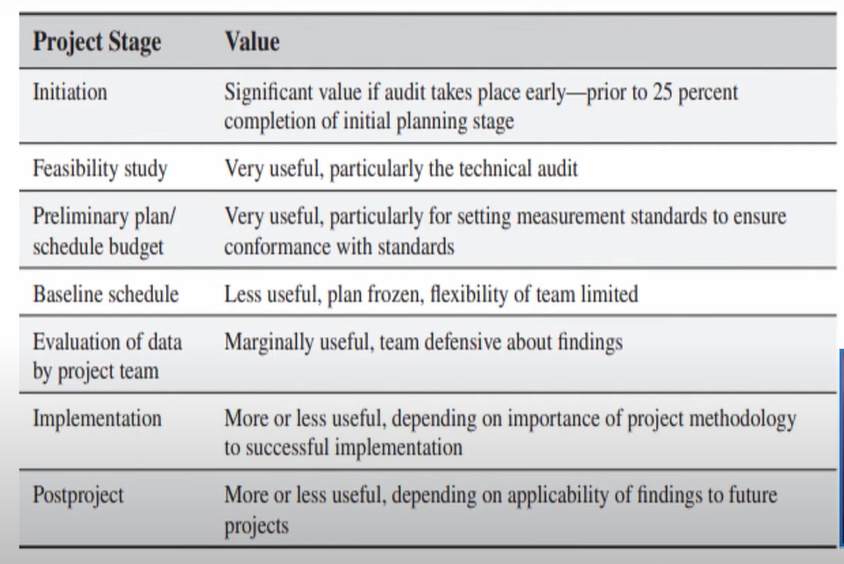 Project Stage Value
Initiation Significant value if audit takes place early—prior to 25 percent
completion of initial planning stage
Feasibility study Very useful, particularly the technical audit
Preliminary plan/ Very useful, particularly for setting measurement standards to ensure
schedule budget conformance with standards
Baseline schedule Less useful, plan frozen, flexibility of team limited
Evaluation of data Marginally useful, team defensive about findings
by project team
Implementation More or less useful, depending on importance of project methodology
to successful implementation
Postproject More or less useful, depending on applicability of findings to future
projects